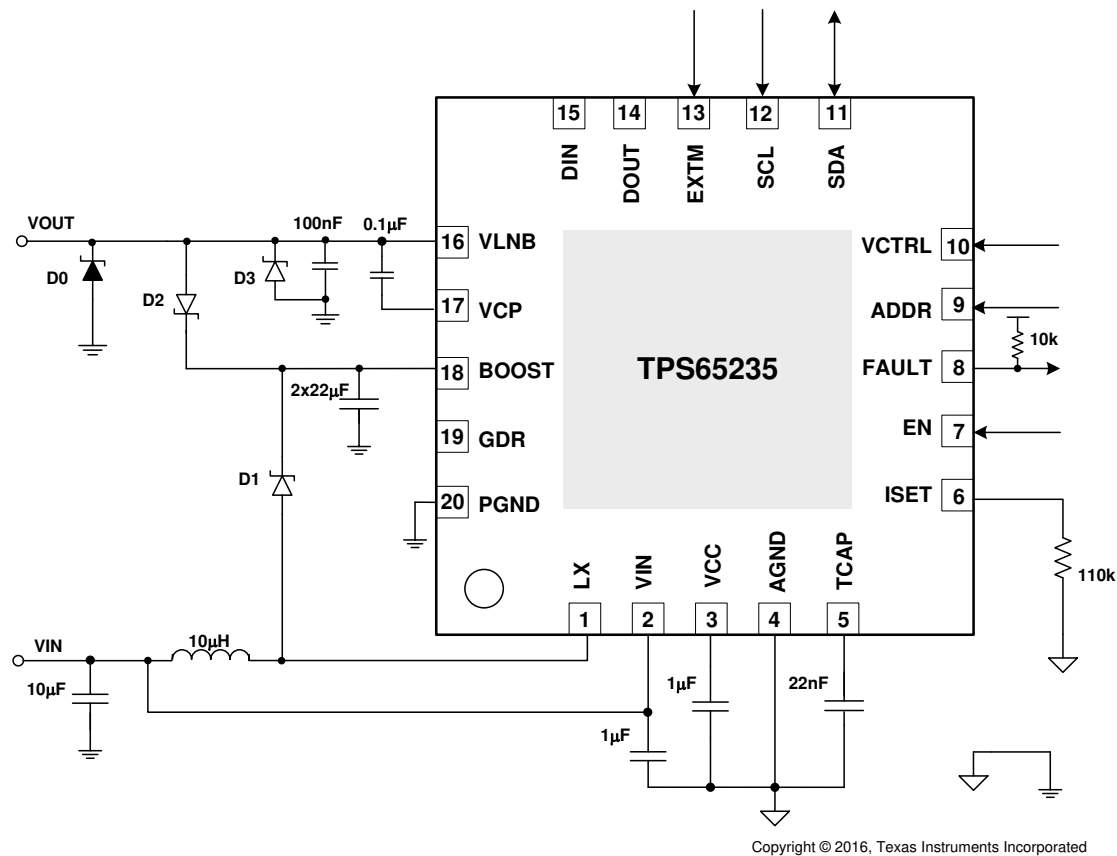 15 14 13 12 11
DIN DOUT EXTM SCL SDA
VOUT 100nF 0.1μF
16 VLNB
VCTRL 10
D0 D2 D3
17 VCP
ADDR 9
10k
TPS65235
18 BOOST
FAULT 8
2x22μF
19 GDR
EN 7
D1
20 PGND
ISET 6
LX VIN VCC AGND TCAP
110k
1 2 3 4 5
VIN 10μH
10μF 1μF 22nF
1μF
Copyright © 2016, Texas Instruments Incorporated